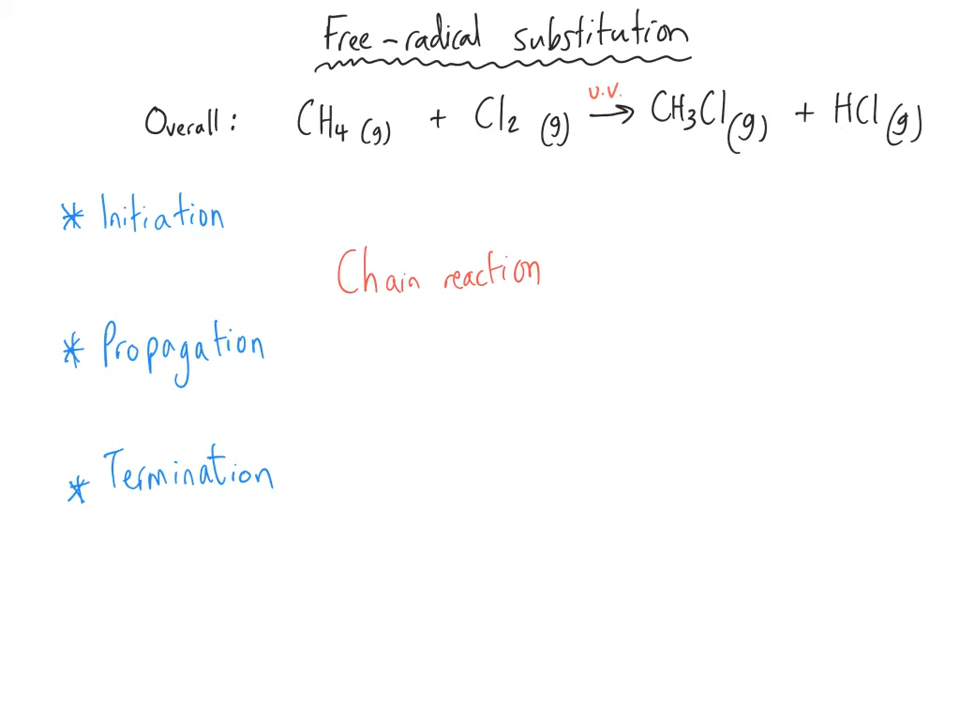 Free-radical substitution
Overall: CH₄ (g) + Cl₂ (g) u.v. → CH₃Cl (g) + HCl (g)
* Initiation
Chain reaction
* Propagation
* Termination